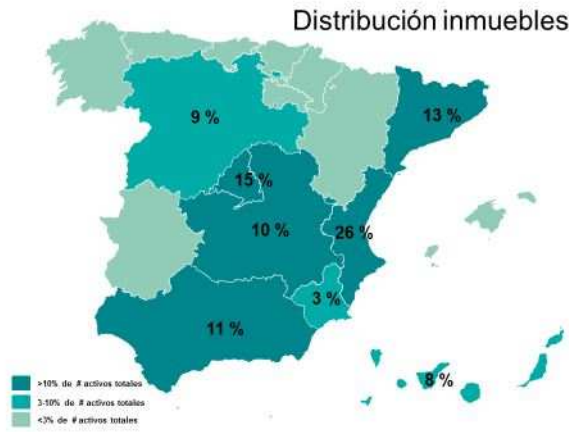 Distribución inmuebles
9 %
13 %
15 %
10 %
26 %
3 %
11 %
8 %
>10% de # activos totales
3-10% de # activos totales
<3% de # activos totales